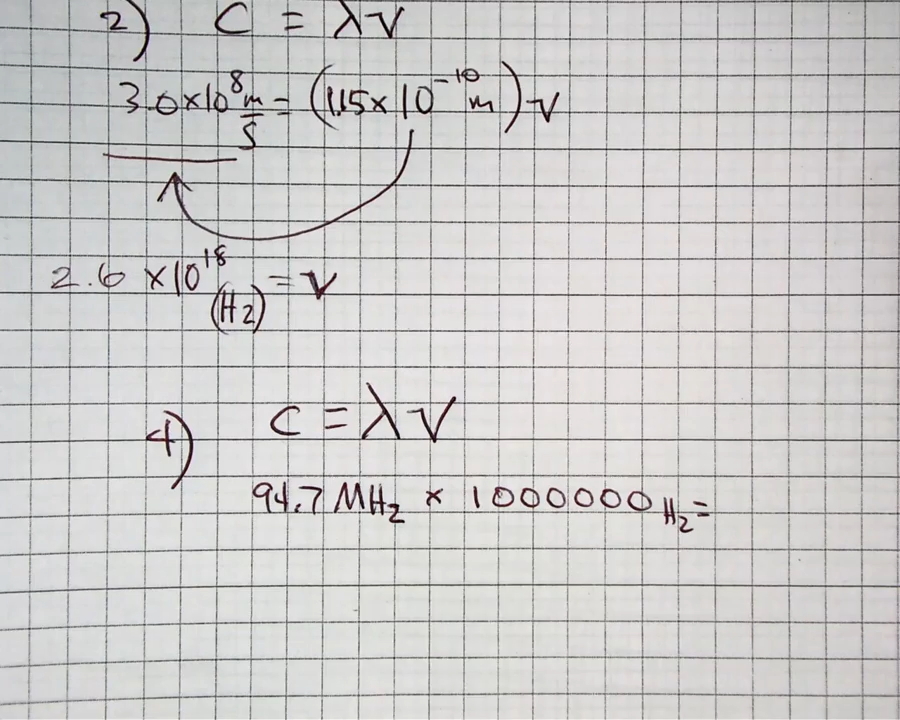 2) C = λν
3.0×10⁸ m/s = (1.15×10⁻¹⁰ m) ν
2.6 ×10¹⁸ (Hz) = ν
4) C = λν
94.7 MHz × 1000000 Hz =